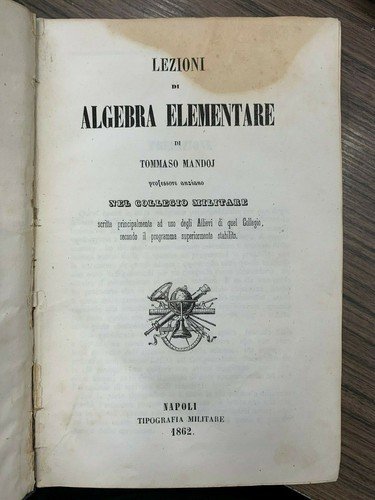 LEZIONI
DI
ALGEBRA ELEMENTARE
DI
TOMMASO MANDOJ
professore anziano
NEL COLLEGIO MILITARE
scritte principalmente ad uso degli Allievi di quel Collegio,
secondo il programma superiormente stabilito.
NAPOLI
TIPOGRAFIA MILITARE
1862.